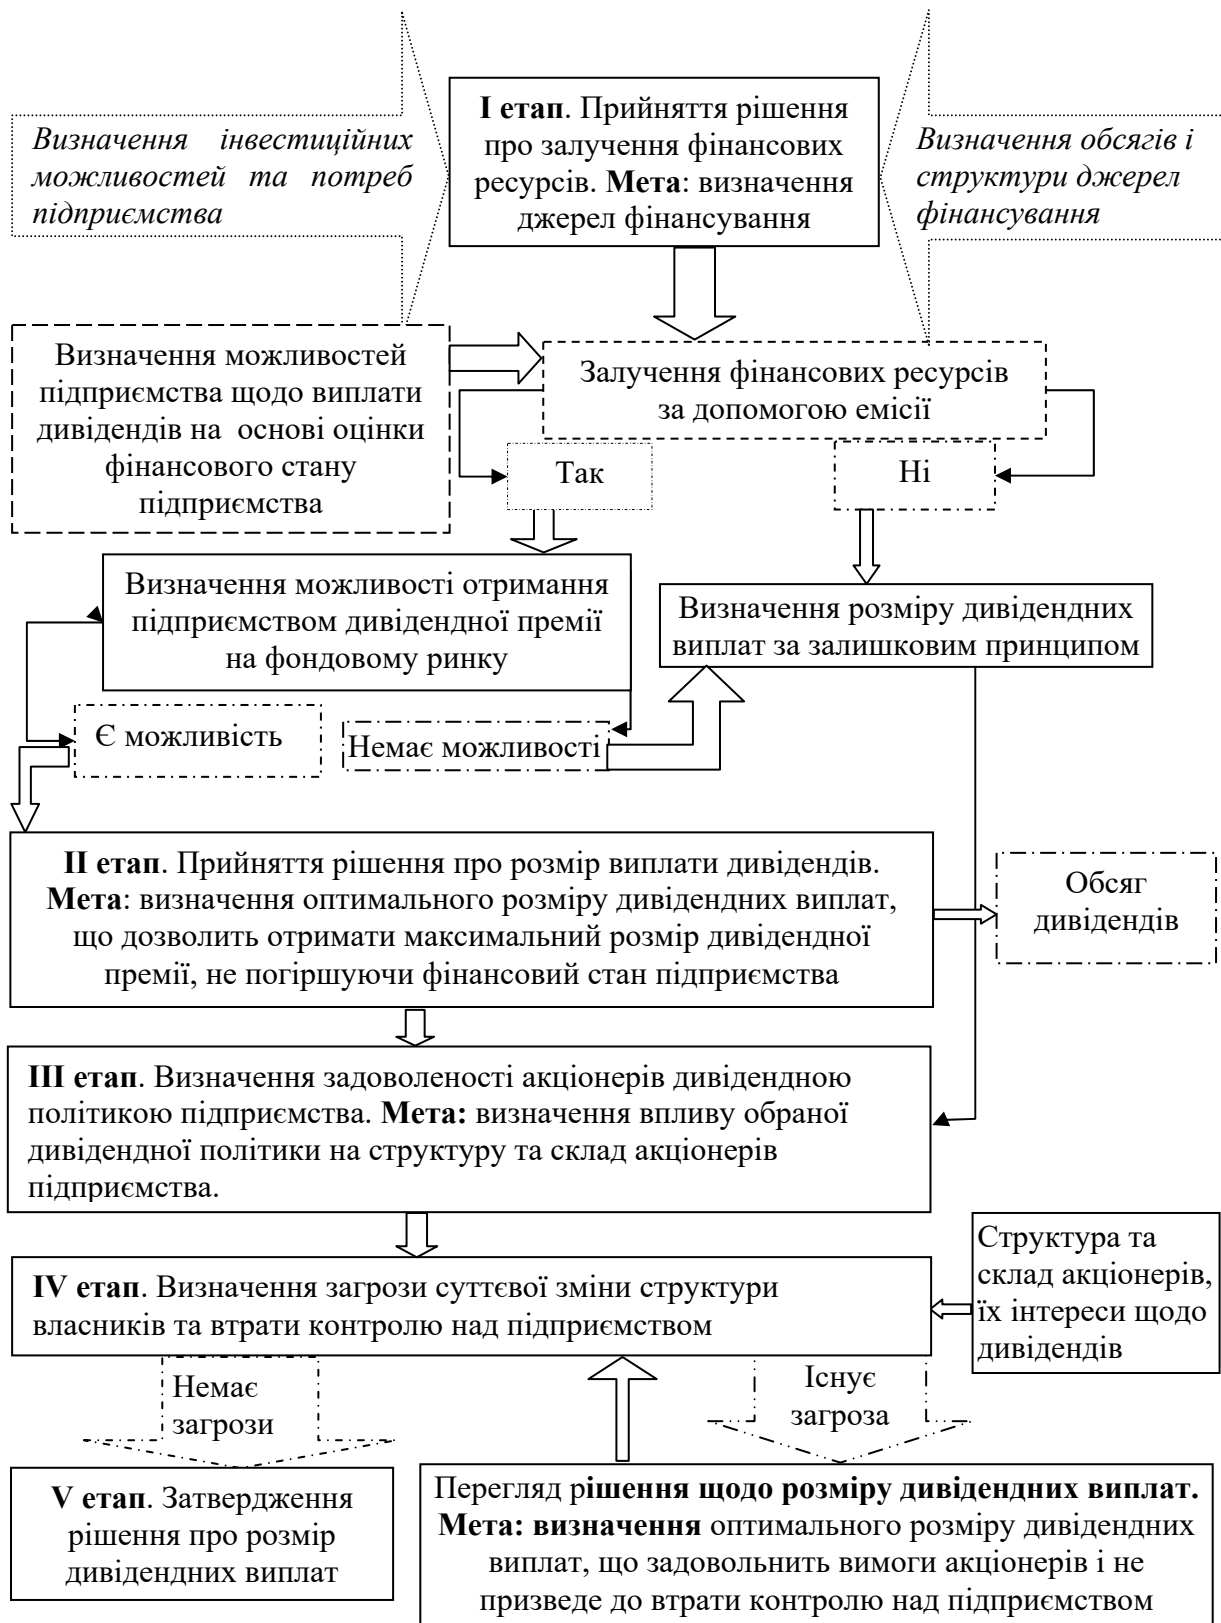 І етап. Прийняття рішення
про залучення фінансових
ресурсів. Мета: визначення
джерел фінансування
Визначення інвестиційних
можливостей та потреб
підприємства
Визначення обсягів і
структури джерел
фінансування
Визначення можливостей
підприємства щодо виплати
дивідендів на основі оцінки
фінансового стану
підприємства
Залучення фінансових ресурсів
за допомогою емісії
Так
Ні
Визначення можливості отримання
підприємством дивідендної премії
на фондовому ринку
Визначення розміру дивідендних
виплат за залишковим принципом
Є можливість
Немає можливості
ІІ етап. Прийняття рішення про розмір виплати дивідендів.
Мета: визначення оптимального розміру дивідендних виплат,
що дозволить отримати максимальний розмір дивідендної
премії, не погіршуючи фінансовий стан підприємства
Обсяг
дивідендів
ІІІ етап. Визначення задоволеності акціонерів дивідендною
політикою підприємства. Мета: визначення впливу обраної
дивідендної політики на структуру та склад акціонерів
підприємства.
IV етап. Визначення загрози суттєвої зміни структури
власників та втрати контролю над підприємством
Структура та
склад акціонерів,
їх інтереси щодо
дивідендів
Немає
загрози
Існує
загроза
V етап. Затвердження
рішення про розмір
дивідендних виплат
Перегляд рішення щодо розміру дивідендних виплат.
Мета: визначення оптимального розміру дивідендних
виплат, що задовольнить вимоги акціонерів і не
призведе до втрати контролю над підприємством